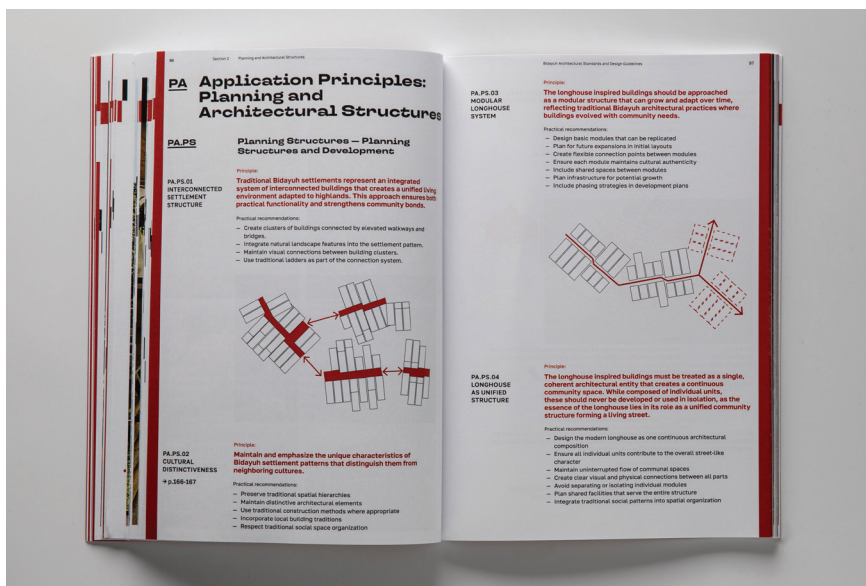 Section 2 Planning and Architectural Structures
PA Application Principles:
Planning and
Architectural Structures
PA.PS Planning Structures — Planning
Structures and Development
PA.PS.01
INTERCONNECTED
SETTLEMENT
STRUCTURE
Principle:
Traditional Bidayuh settlements represent an integrated
system of interconnected buildings that creates a unified living
environment adapted to highlands. This approach ensures both
practical functionality and strengthens community bonds.
Practical recommendations:
— Create clusters of buildings connected by elevated walkways and
bridges.
— Integrate natural landscape features into the settlement pattern.
— Maintain visual connections between building clusters.
— Use traditional ladders as part of the connection system.
PA.PS.02
CULTURAL
DISTINCTIVENESS
→ p.166-167
Principle:
Maintain and emphasize the unique characteristics of
Bidayuh settlement patterns that distinguish them from
neighboring cultures.
Practical recommendations:
— Preserve traditional spatial hierarchies
— Maintain distinctive architectural elements
— Use traditional construction methods where appropriate
— Incorporate local building traditions
— Respect traditional social space organization
Bidayuh Architectural Standards and Design Guidelines
PA.PS.03
MODULAR
LONGHOUSE
SYSTEM
Principle:
The longhouse inspired buildings should be approached
as a modular structure that can grow and adapt over time,
reflecting traditional Bidayuh architectural practices where
buildings evolved with community needs.
Practical recommendations:
— Design basic modules that can be replicated
— Plan for future expansions in initial layouts
— Create flexible connection points between modules
— Ensure each module maintains cultural authenticity
— Include shared spaces between modules
— Plan infrastructure for potential growth
— Include phasing strategies in development plans
PA.PS.04
LONGHOUSE
AS UNIFIED
STRUCTURE
Principle:
The longhouse inspired buildings must be treated as a single,
coherent architectural entity that creates a continuous
community space. While composed of individual units,
these should never be developed or used in isolation, as the
essence of the longhouse lies in its role as a unified community
structure forming a living street.
Practical recommendations:
— Design the modern longhouse as one continuous architectural
composition
— Ensure all individual units contribute to the overall street-like
character
— Maintain uninterrupted flow of communal spaces
— Create clear visual and physical connections between all parts
— Avoid separating or isolating individual modules
— Plan shared facilities that serve the entire structure
— Integrate traditional social patterns into spatial organization